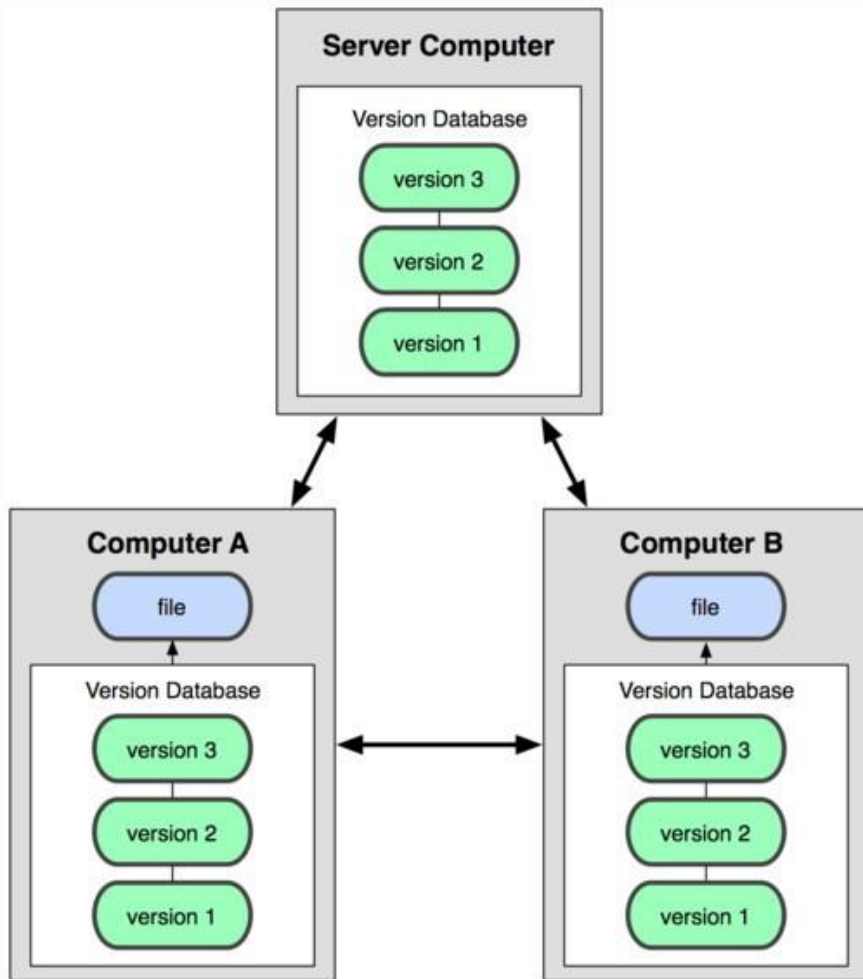 Server Computer
Version Database
version 3
version 2
version 1
Computer A
file
Version Database
version 3
version 2
version 1
Computer B
file
Version Database
version 3
version 2
version 1